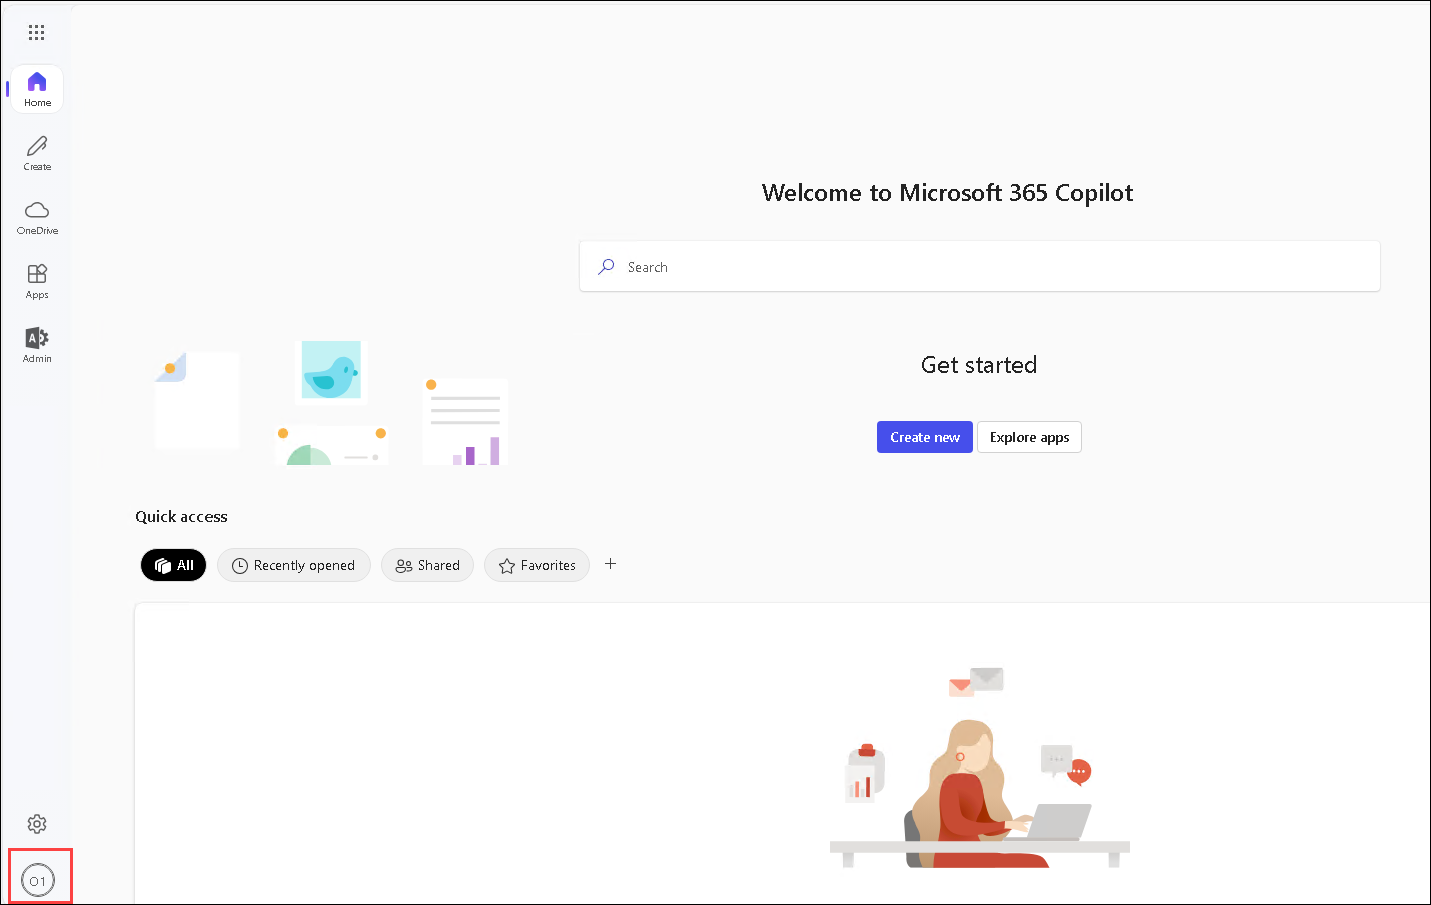 Home
Create
OneDrive
Apps
A
Admin
Welcome to Microsoft 365 Copilot
Search
Get started
Create new Explore apps
Quick access
All Recently opened Shared Favorites +
O1